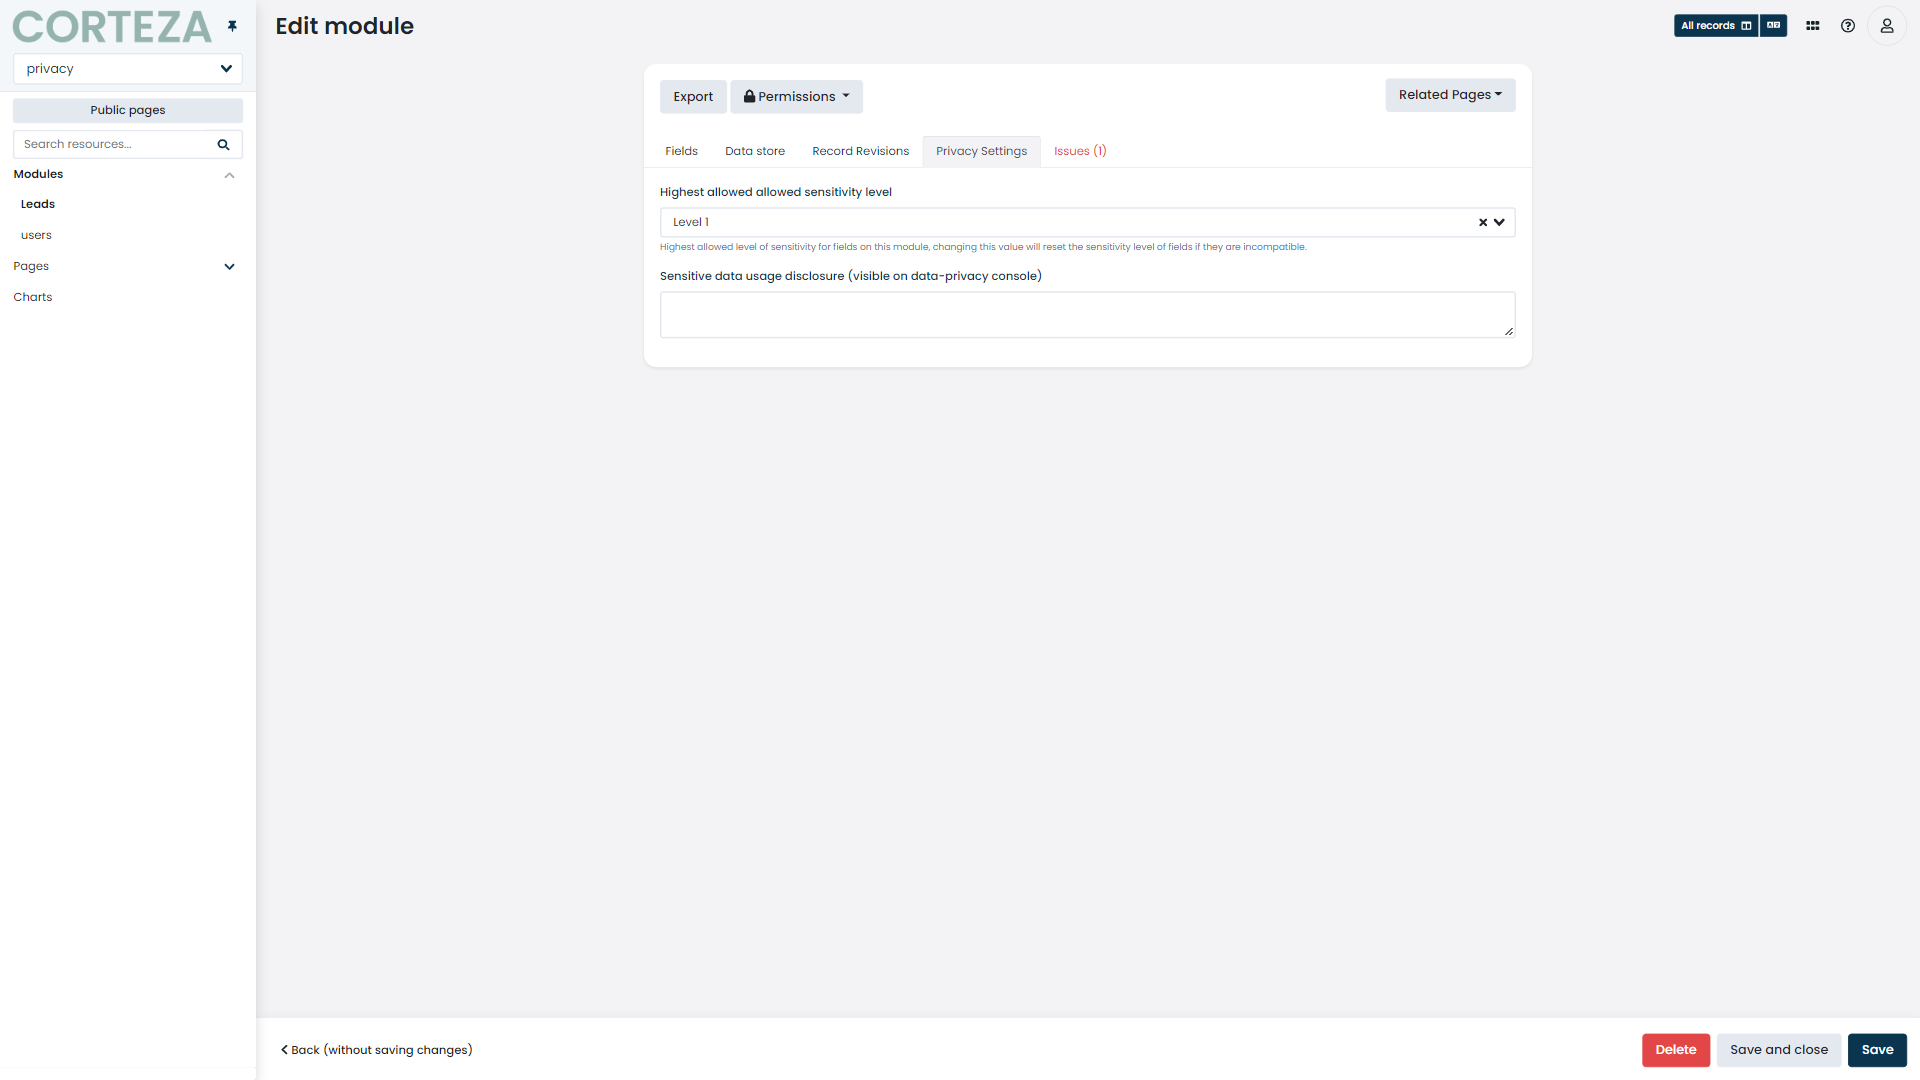 CORTEZA
privacy
Public pages
Search resources...
Modules
Leads
users
Pages
Charts
Edit module
All records
Export
Permissions
Related Pages
Fields
Data store
Record Revisions
Privacy Settings
Issues (1)
Highest allowed allowed sensitivity level
Level 1
Highest allowed level of sensitivity for fields on this module, changing this value will reset the sensitivity level of fields if they are incompatible.
Sensitive data usage disclosure (visible on data-privacy console)
Back (without saving changes)
Delete
Save and close
Save